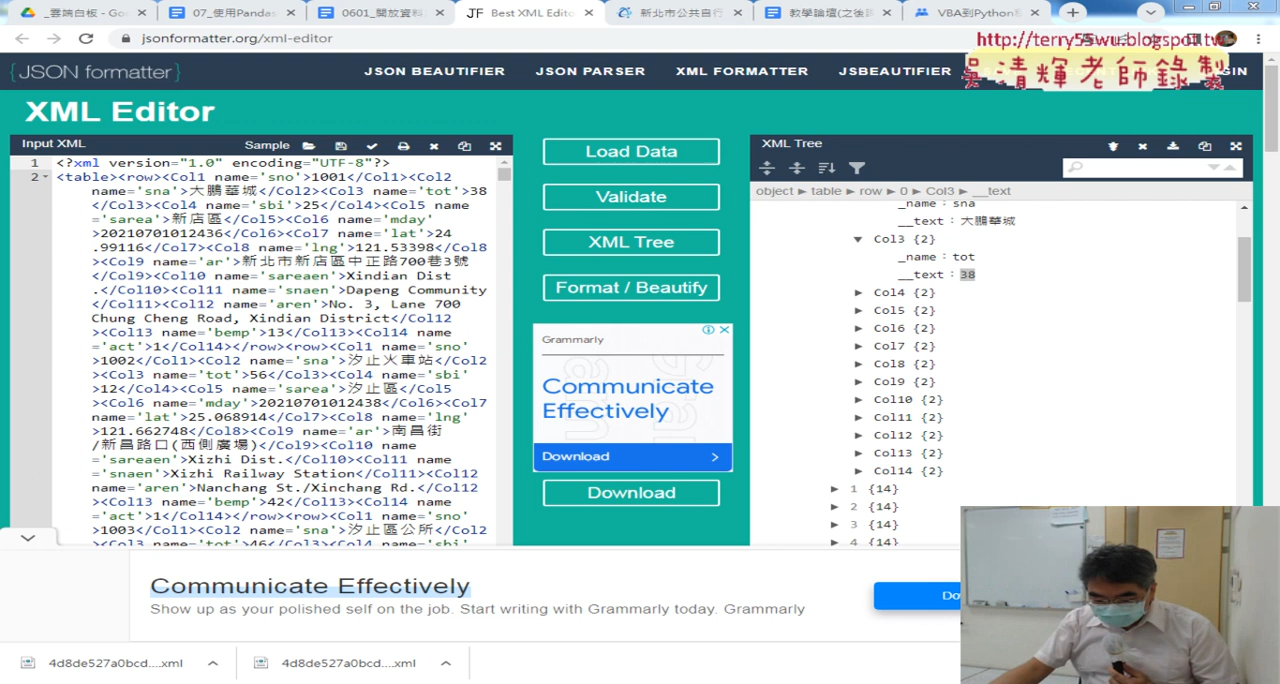 _雲端白板 - Go
07_使用Pandas
0601_開放資料
Best XML Edito
新北市公共自行
教學論壇(之後
VBA到Python
jsonformatter.org/xml-editor
http://terry55wu.blogspot.tw
吳清輝老師錄製
{JSON formatter}
JSON BEAUTIFIER
JSON PARSER
XML FORMATTER
JSBEAUTIFIER
XML Editor
Input XML
Sample
1 <?xml version="1.0" encoding="UTF-8"?>
2 <table><row><Col1 name='sno'>1001</Col1><Col2
name='sna'>大鵬華城</Col2><Col3 name='tot'>38
</Col3><Col4 name='sbi'>25</Col4><Col5 name
='sarea'>新店區</Col5><Col6 name='mday'
>20210701012436</Col6><Col7 name='lat'>24
.99116</Col7><Col8 name='lng'>121.53398</Col8
><Col9 name='ar'>新北市新店區中正路700巷3號
</Col9><Col10 name='sareaen'>Xindian Dist
.</Col10><Col11 name='snaen'>Dapeng Community
</Col11><Col12 name='aren'>No. 3, Lane 700
Chung Cheng Road, Xindian District</Col12
><Col13 name='bemp'>13</Col13><Col14 name=
'act'>1</Col14></row><row><Col1 name='sno'
>1002</Col1><Col2 name='sna'>汐止火車站</Col2
><Col3 name='tot'>56</Col3><Col4 name='sbi'
>12</Col4><Col5 name='sarea'>汐止區</Col5
><Col6 name='mday'>20210701012438</Col6><Col7
name='lat'>25.068914</Col7><Col8 name='lng'
>121.662748</Col8><Col9 name='ar'>南昌街
/新昌路口(西側廣場)</Col9><Col10 name
='sareaen'>Xizhi Dist.</Col10><Col11 name
='snaen'>Xizhi Railway Station</Col11><Col12
name='aren'>Nanchang St./Xinchang Rd.</Col12
><Col13 name='bemp'>42</Col13><Col14 name=
'act'>1</Col14></row><row><Col1 name='sno'
>1003</Col1><Col2 name='sna'>汐止區公所</Col2
><Col3 name='tot'>46</Col3><Col4 name='sbi'
Load Data
Validate
XML Tree
Format / Beautify
Grammarly
Communicate
Effectively
Download
Download
XML Tree
object ► table ► row ► 0 ► Col3 ► __text
_name : sna
__text : 大鵬華城
Col3 {2}
_name : tot
__text : 38
Col4 {2}
Col5 {2}
Col6 {2}
Col7 {2}
Col8 {2}
Col9 {2}
Col10 {2}
Col11 {2}
Col12 {2}
Col13 {2}
Col14 {2}
1 {14}
2 {14}
3 {14}
4 {14}
Communicate Effectively
Show up as your polished self on the job. Start writing with Grammarly today. Grammarly
4d8de527a0bcd....xml
4d8de527a0bcd....xml